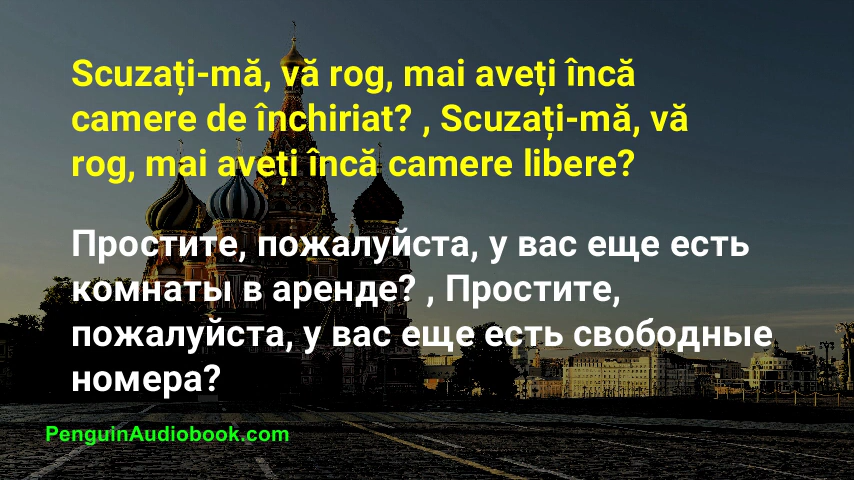 Scuzați-mă, vă rog, mai aveți încă
camere de închiriat? , Scuzați-mă, vă
rog, mai aveți încă camere libere?
Простите, пожалуйста, у вас еще есть
комнаты в аренде? , Простите,
пожалуйста, у вас еще есть свободные
номера?
PenguinAudiobook.com